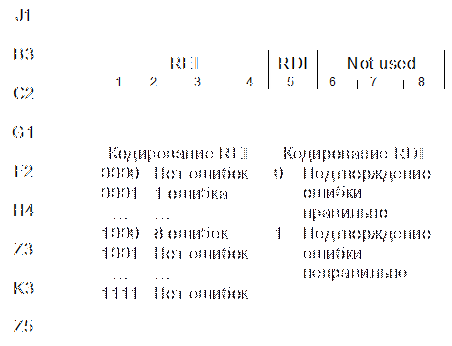 J1
B3
REI RDI Not used
1 2 3 4 5 6 7 8
C2
G1
Кодирование REI Кодирование RDI
F2
0000 Нет ошибок 0 Подтверждение
0001 1 ошибка ошибки
H4
... ... правильно
1000 8 ошибок 1 Подтверждение
Z3
1001 Нет ошибок ошибки
... ... неправильно
K3
1111 Нет ошибок
Z5